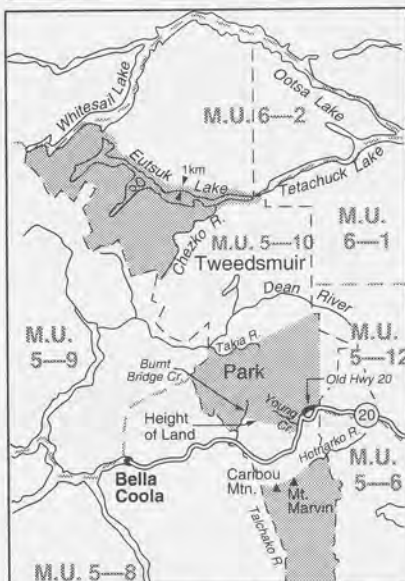 Whitesail Lake
Ootsa Lake
M.U. 6—2
Eutsuk
1km
Lake
Tetachuck Lake
Chezko R.
M.U. 5—10
M.U.
6—1
Tweedsmuir
Dean River
M.U.
5—9
M.U.
5—12
Takia R.
Burnt
Bridge Cr.
Park
Old Hwy 20
Height
of Land
Young
Cr.
20
Hotnarko R.
M.U.
5—6
Bella
Coola
Caribou
Mtn.
Mt.
Marvin
Talchako R.
M.U. 5—8